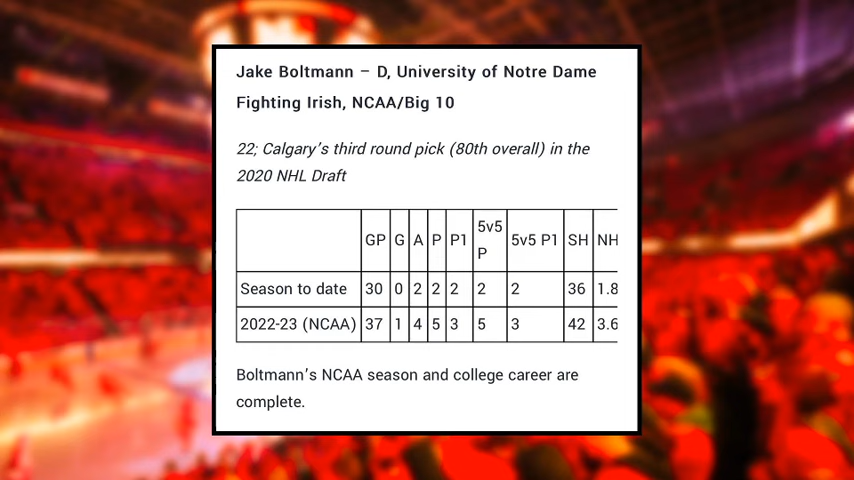 Jake Boltmann – D, University of Notre Dame
Fighting Irish, NCAA/Big 10
22; Calgary's third round pick (80th overall) in the
2020 NHL Draft
GP G A P P1 5v5 P 5v5 P1 SH NH
Season to date 30 0 2 2 2 2 2 36 1.8
2022-23 (NCAA) 37 1 4 5 3 5 3 42 3.6
Boltmann's NCAA season and college career are
complete.